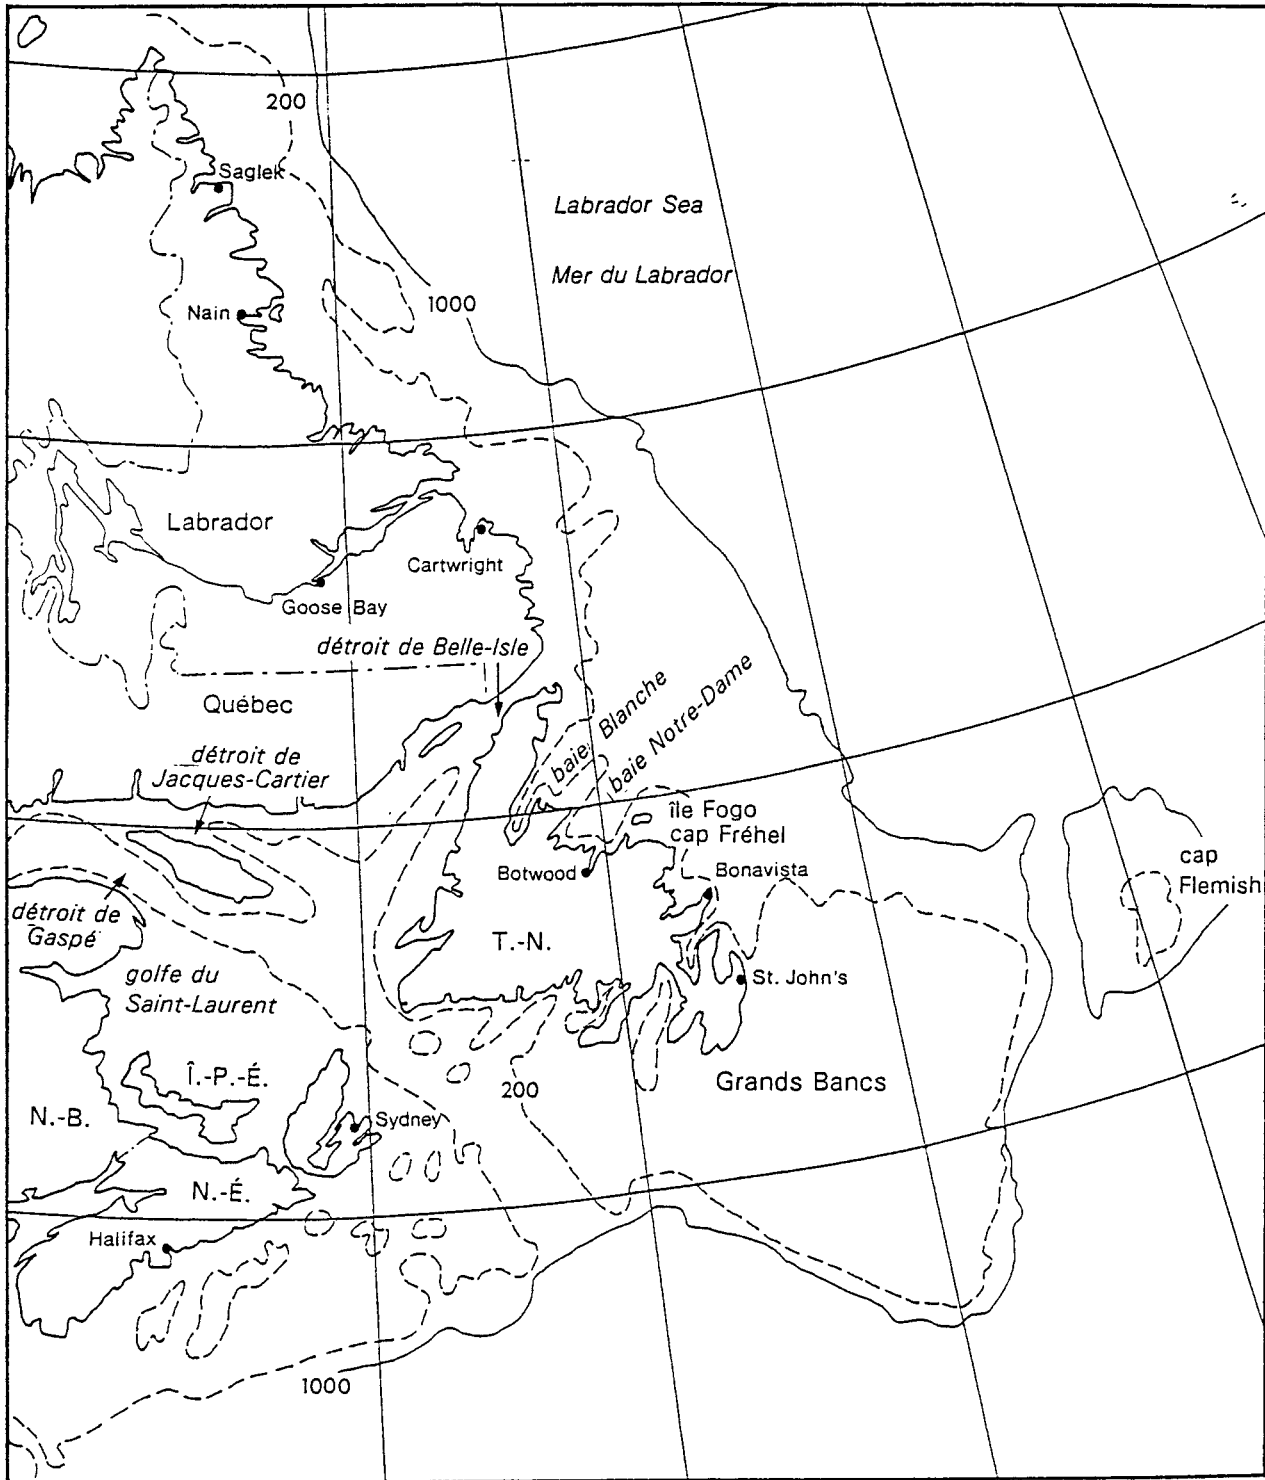 200
Saglek
Labrador Sea
Mer du Labrador
1000
Nain
Labrador
Cartwright
Goose Bay
détroit de Belle-Isle
Québec
baie Blanche
baie Notre-Dame
détroit de
Jacques-Cartier
île Fogo
cap Fréhel
Botwood
Bonavista
cap
Flemish
détroit de
Gaspé
T.-N.
golfe du
Saint-Laurent
St. John's
Î.-P.-É.
200
Grands Bancs
N.-B.
Sydney
N.-É.
Halifax
1000